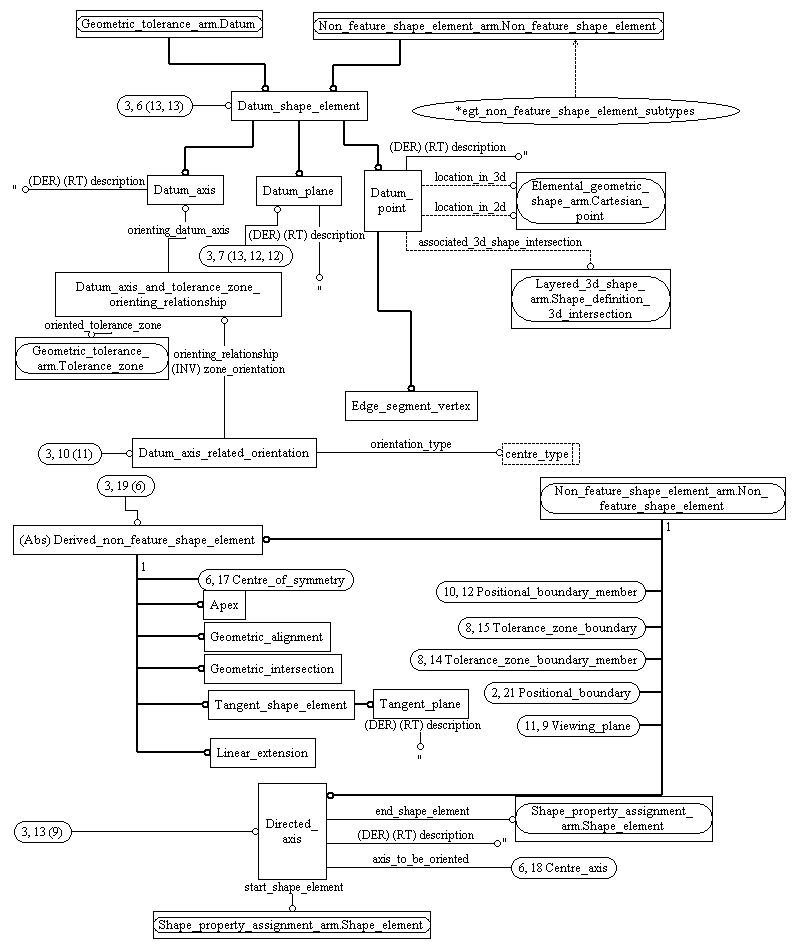 Geometric_tolerance_arm.Datum
Non_feature_shape_element_arm.Non_feature_shape_element
3, 6 (13, 13)
Datum_shape_element
*egt_non_feature_shape_element_subtypes
(DER) (RT) description
"
"
(DER) (RT) description
Datum_axis
Datum_plane
Datum_
point
location_in_3d
location_in_2d
Elemental_geometric_
shape_arm.Cartesian_
point
orienting_datum_axis
(DER) (RT) description
associated_3d_shape_intersection
3, 7 (13, 12, 12)
"
Datum_axis_and_tolerance_zone_
orienting_relationship
Layered_3d_shape_
arm.Shape_definition_
3d_intersection
oriented_tolerance_zone
Geometric_tolerance_
arm.Tolerance_zone
orienting_relationship
(INV) zone_orientation
Edge_segment_vertex
3, 10 (11)
Datum_axis_related_orientation
orientation_type
centre_type
3, 19 (6)
Non_feature_shape_element_arm.Non_
feature_shape_element
(Abs) Derived_non_feature_shape_element
1
1
6, 17 Centre_of_symmetry
10, 12 Positional_boundary_member
Apex
8, 15 Tolerance_zone_boundary
Geometric_alignment
8, 14 Tolerance_zone_boundary_member
Geometric_intersection
2, 21 Positional_boundary
Tangent_shape_element
Tangent_plane
11, 9 Viewing_plane
(DER) (RT) description
"
Linear_extension
3, 13 (9)
Directed_
axis
end_shape_element
Shape_property_assignment_
arm.Shape_element
(DER) (RT) description
"
axis_to_be_oriented
6, 18 Centre_axis
start_shape_element
Shape_property_assignment_arm.Shape_element